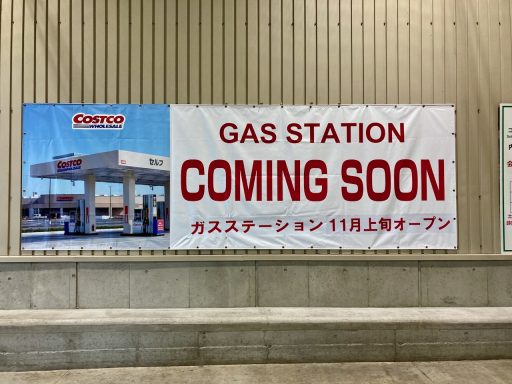 COSTCO
WHOLESALE
COSTCO
セルフ
GAS STATION
COMING SOON
ガスステーション 11月上旬オープン